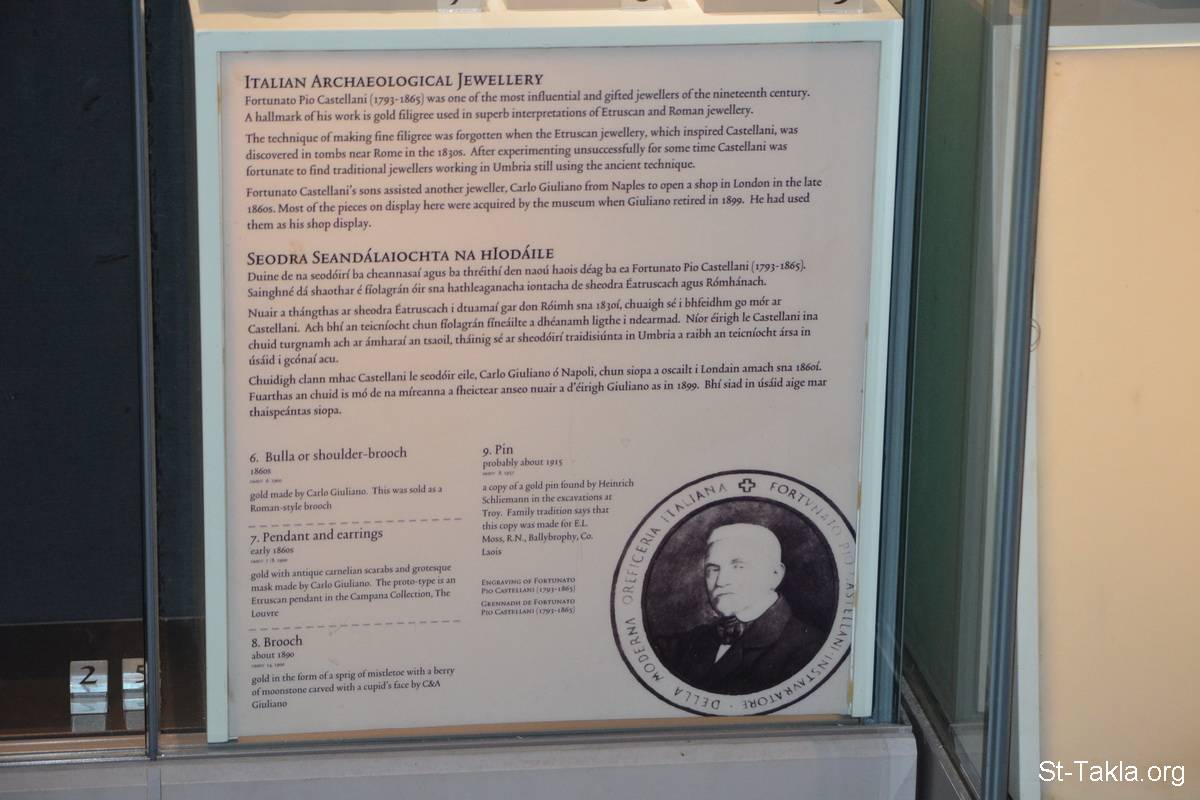 ITALIAN ARCHAEOLOGICAL JEWELLERY
Fortunato Pio Castellani (1793-1865) was one of the most influential and gifted jewellers of the nineteenth century.
A hallmark of his work is gold filigree used in superb interpretations of Etruscan and Roman jewellery.
The technique of making fine filigree was forgotten when the Etruscan jewellery, which inspired Castellani, was
discovered in tombs near Rome in the 1830s. After experimenting unsuccessfully for some time Castellani was
fortunate to find traditional jewellers working in Umbria still using the ancient technique.
Fortunato Castellani's sons assisted another jeweller, Carlo Giuliano from Naples to open a shop in London in the late
1860s. Most of the pieces on display here were acquired by the museum when Giuliano retired in 1899. He had used
them as his shop display.
SEODRA SEANDÁLAIOCHTA NA HIODÁILE
Duine de na seodóirí ba cheannasaí agus ba thréithí den naoú haois déag ba ea Fortunato Pio Castellani (1793-1865).
Sainghné dá shaothar é fíolagrán óir sna hathleaganacha iontacha de sheodra Éatruscach agus Rómhánach.
Nuair a thángthas ar sheodra Éatruscach i dtuamaí gar don Róimh sna 1830í, chuaigh sé i bhfeidhm go mór ar
Castellani. Ach bhí an teicníocht chun fíolagrán fíneáilte a dhéanamh ligthe i ndearmad. Níor éirigh le Castellani ina
chuid turgnamh ach ar ámharaí an tsaoil, tháinig sé ar sheodóirí traidisiúnta in Umbria a raibh an teicníocht ársa in
úsáid i gcónaí acu.
Chuidigh clann mhac Castellani le seodóir eile, Carlo Giuliano ó Napoli, chun siopa a oscailt i Londain amach sna 1860í.
Fuarthas an chuid is mó de na míreanna a fheictear anseo nuair a d'éirigh Giuliano as in 1899. Bhí siad in úsáid aige mar
thaispeántas siopa.
6. Bulla or shoulder-brooch
1860s
gold made by Carlo Giuliano. This was sold as a
Roman-style brooch
7. Pendant and earrings
early 1860s
gold with antique carnelian scarabs and grotesque
mask made by Carlo Giuliano. The proto-type is an
Etruscan pendant in the Campana Collection, The
Louvre
8. Brooch
about 1890
gold in the form of a sprig of mistletoe with a berry
of moonstone carved with a cupid's face by C&A
Giuliano
9. Pin
probably about 1915
a copy of a gold pin found by Heinrich
Schliemann in the excavations at
Troy. Family tradition says that
this copy was made for E.L.
Moss, R.N., Ballybrophy, Co.
Laois
ENGRAVING OF FORTUNATO
PIO CASTELLANI (1793-1865)
GREANNADH DE FORTUNATO
PIO CASTELLANI (1793-1865)
FORTUNATO PIO CASTELLANI · INSTAVRATORE · DELLA MODERNA OREFICERIA ITALIANA
2 5
St-Takla.org